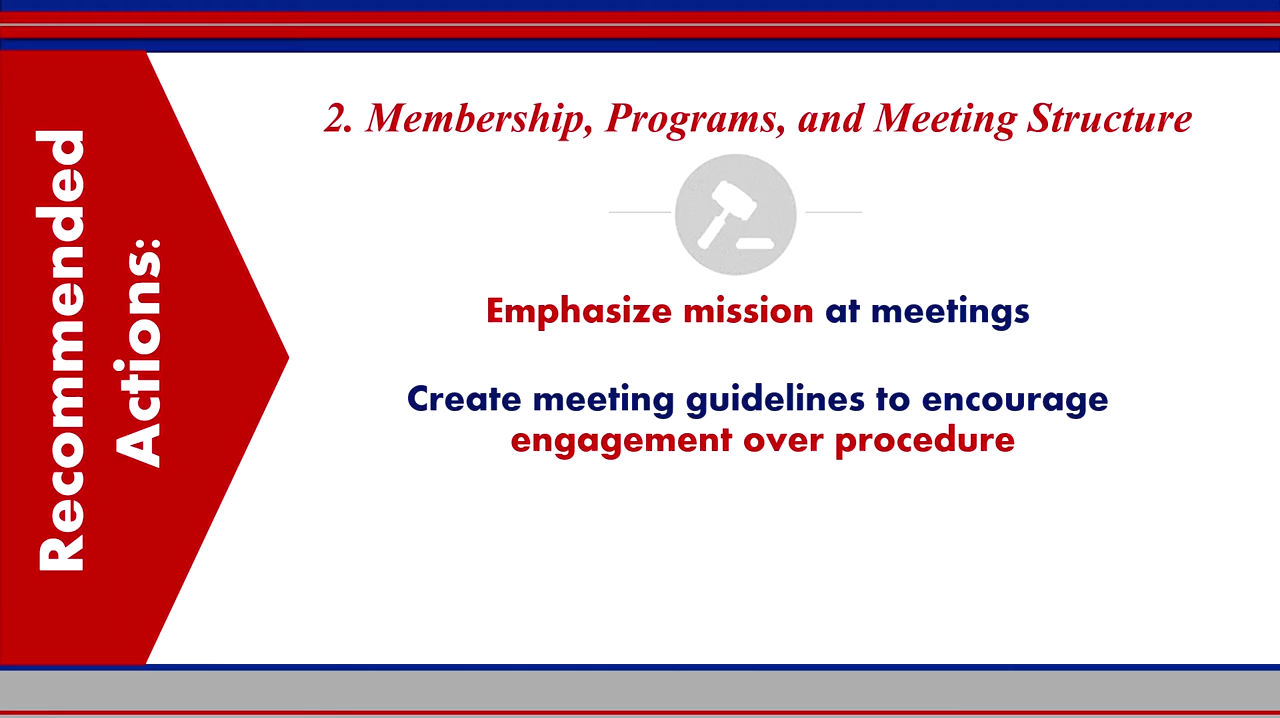 Recommended
Actions:
2. Membership, Programs, and Meeting Structure
Emphasize mission at meetings
Create meeting guidelines to encourage
engagement over procedure